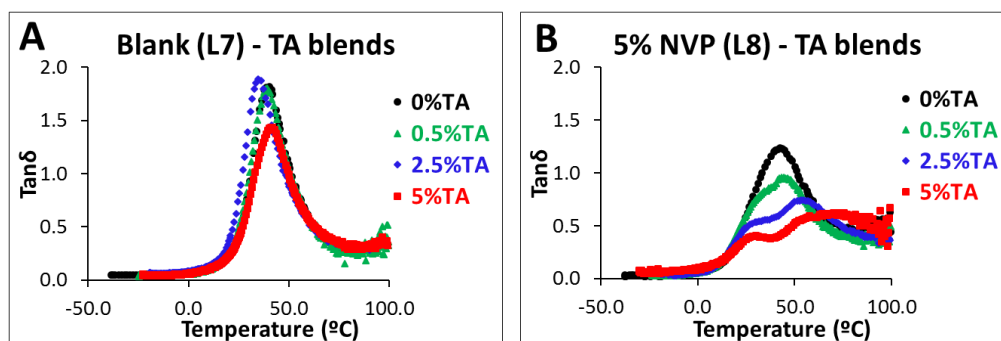 A
Blank (L7) - TA blends
2.0
1.5
1.0
0.5
0.0
Tanδ
-50.0
0.0
50.0
100.0
Temperature (ºC)
0%TA
0.5%TA
2.5%TA
5%TA
B
5% NVP (L8) - TA blends
2.0
1.5
1.0
0.5
0.0
Tanδ
-50.0
0.0
50.0
100.0
Temperature (ºC)
0%TA
0.5%TA
2.5%TA
5%TA